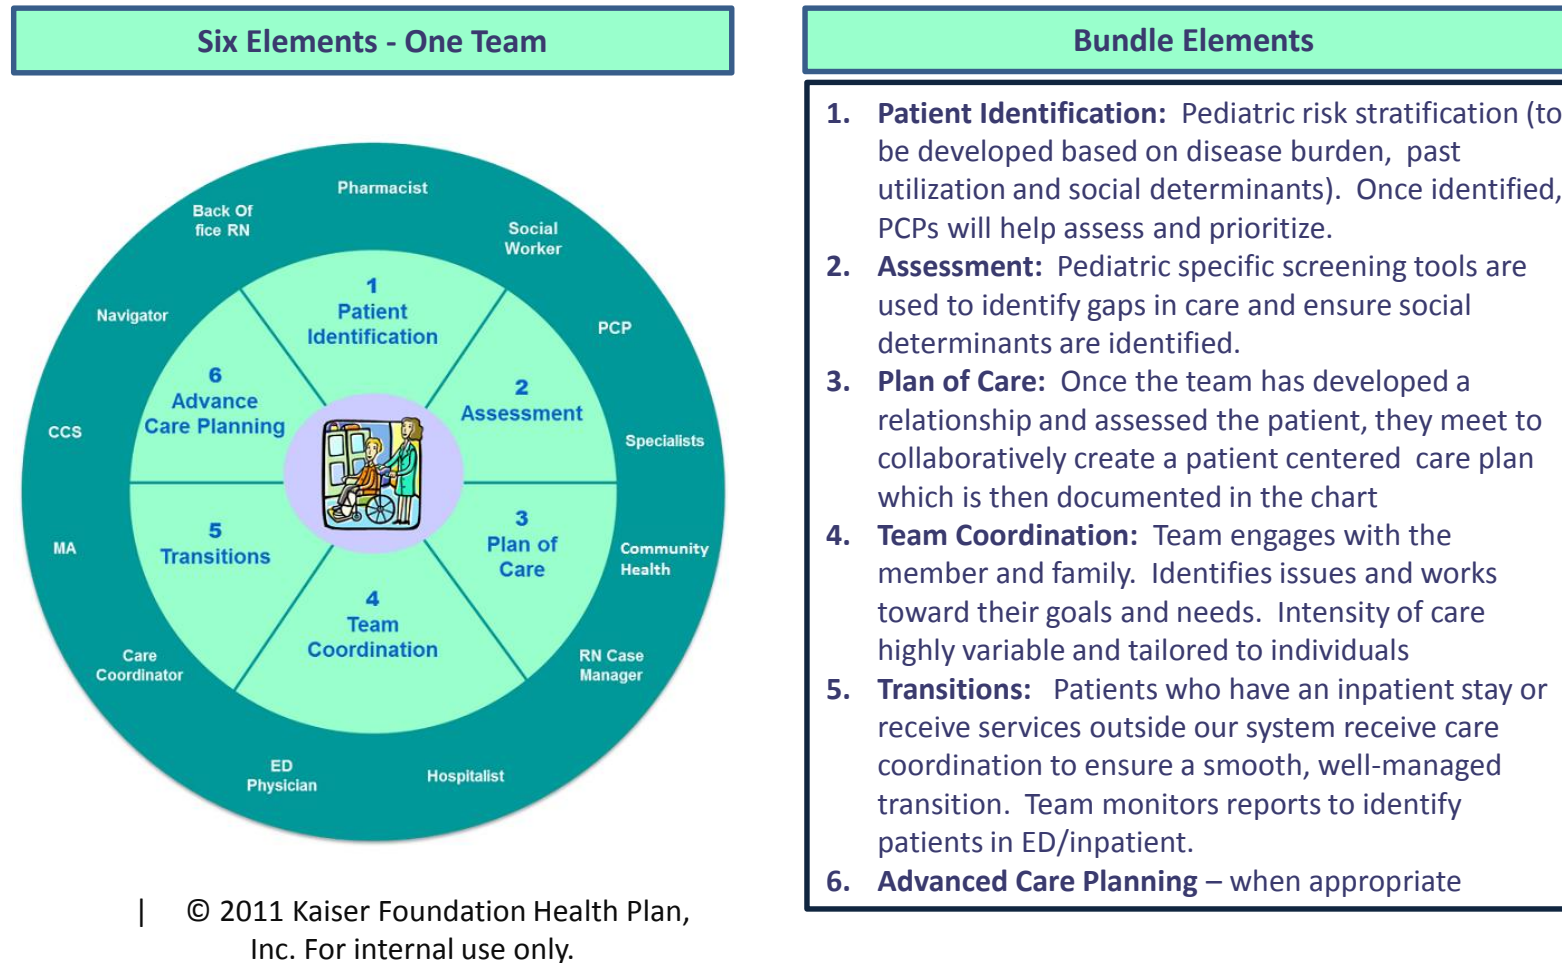 Six Elements - One Team
Pharmacist
Back Of
fice RN
Social
Worker
Navigator
PCP
CCS
Specialists
MA
Community
Health
Care
Coordinator
RN Case
Manager
ED
Physician
Hospitalist
1
Patient
Identification
2
Assessment
3
Plan of
Care
4
Team
Coordination
5
Transitions
6
Advance
Care Planning
| © 2011 Kaiser Foundation Health Plan,
Inc. For internal use only.
Bundle Elements
1. Patient Identification: Pediatric risk stratification (to
be developed based on disease burden, past
utilization and social determinants). Once identified,
PCPs will help assess and prioritize.
2. Assessment: Pediatric specific screening tools are
used to identify gaps in care and ensure social
determinants are identified.
3. Plan of Care: Once the team has developed a
relationship and assessed the patient, they meet to
collaboratively create a patient centered care plan
which is then documented in the chart
4. Team Coordination: Team engages with the
member and family. Identifies issues and works
toward their goals and needs. Intensity of care
highly variable and tailored to individuals
5. Transitions: Patients who have an inpatient stay or
receive services outside our system receive care
coordination to ensure a smooth, well-managed
transition. Team monitors reports to identify
patients in ED/inpatient.
6. Advanced Care Planning – when appropriate